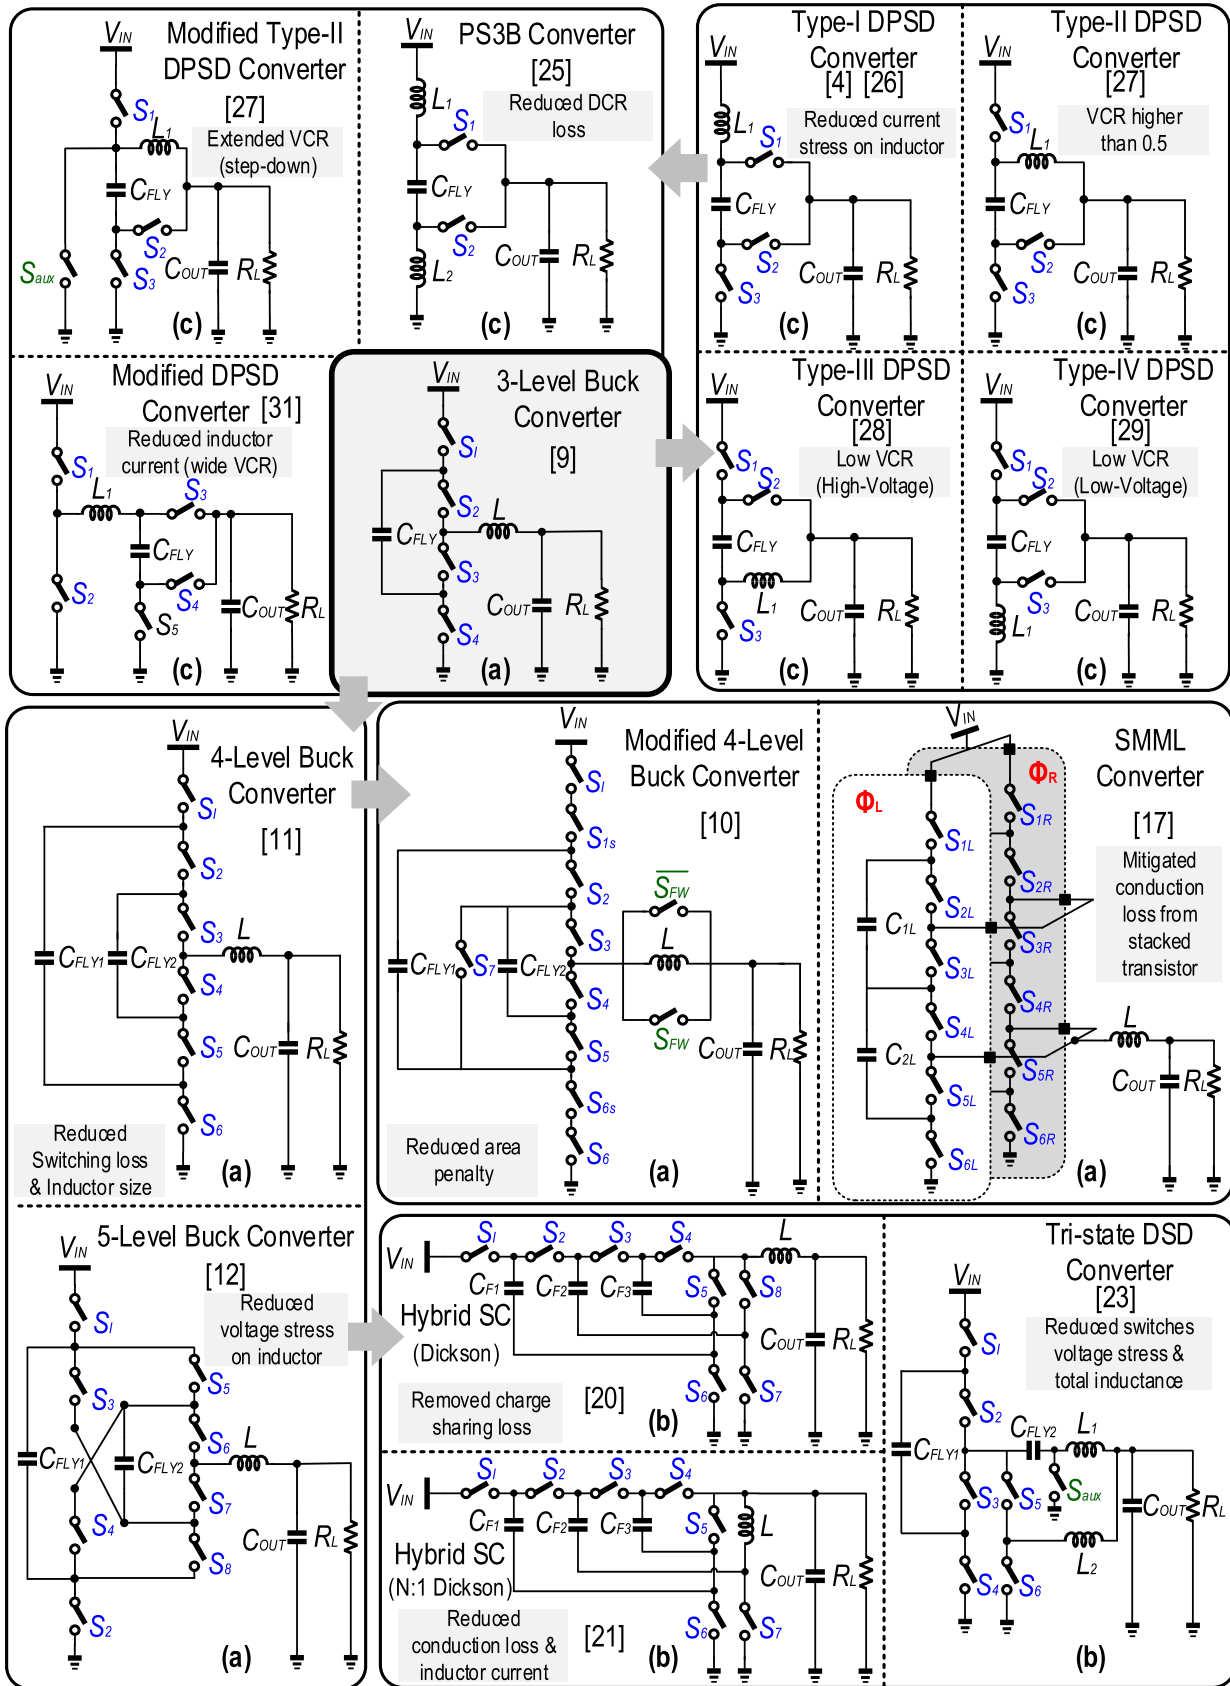 VIN
Modified Type-II
DPSD Converter
[27]
Extended VCR
(step-down)
S1
L1
CFLY
S2
S3
Saux
COUT
RL
(c)
PS3B Converter
[25]
Reduced DCR
loss
VIN
L1
S1
CFLY
S2
L2
COUT
RL
(c)
Type-I DPSD
Converter
[4] [26]
Reduced current
stress on inductor
VIN
L1
S1
CFLY
S2
S3
COUT
RL
(c)
Type-II DPSD
Converter
[27]
VCR higher
than 0.5
VIN
S1
L1
CFLY
S2
S3
COUT
RL
(c)
Modified DPSD
Converter [31]
Reduced inductor
current (wide VCR)
VIN
S1
L1
S3
CFLY
S2
S4
S5
COUT
RL
(c)
3-Level Buck
Converter
[9]
VIN
S1
S2
L
CFLY
S3
S4
COUT
RL
(a)
Type-III DPSD
Converter
[28]
Low VCR
(High-Voltage)
VIN
S1
S2
CFLY
L1
S3
COUT
RL
(c)
Type-IV DPSD
Converter
[29]
Low VCR
(Low-Voltage)
VIN
S1
S2
CFLY
S3
L1
COUT
RL
(c)
4-Level Buck
Converter
[11]
VIN
S1
S2
S3
L
CFLY1
CFLY2
S4
S5
S6
COUT
RL
Reduced
Switching loss
& Inductor size
(a)
Modified 4-Level
Buck Converter
[10]
VIN
S1
S1s
S2
SFW
S3
L
CFLY1
S7
CFLY2
S4
SFW
S5
COUT
RL
S6s
S6
Reduced area
penalty
(a)
SMML
Converter
[17]
Mitigated
conduction
loss from
stacked
transistor
VIN
ΦL
ΦR
S1R
S1L
S2R
S2L
C1L
S3R
S3L
S4R
S4L
L
C2L
S5R
S5L
COUT
RL
S6R
S6L
(a)
5-Level Buck Converter
[12]
Reduced
voltage stress
on inductor
VIN
S1
S3
S5
S6
L
CFLY1
CFLY2
S7
S4
S8
S2
COUT
RL
(a)
VIN
S1
S2
S3
S4
L
CF1
CF2
CF3
S5
S8
Hybrid SC
(Dickson)
COUT
RL
S6
S7
Removed charge
sharing loss
[20]
(b)
VIN
S1
S2
S3
S4
CF1
CF2
CF3
S5
L
Hybrid SC
(N:1 Dickson)
COUT
RL
S6
S7
Reduced
conduction loss &
inductor current
[21]
(b)
Tri-state DSD
Converter
[23]
Reduced switches
voltage stress &
total inductance
VIN
S1
S2
CFLY2
L1
CFLY1
S3
S5
Saux
COUT
RL
L2
S4
S6
(b)